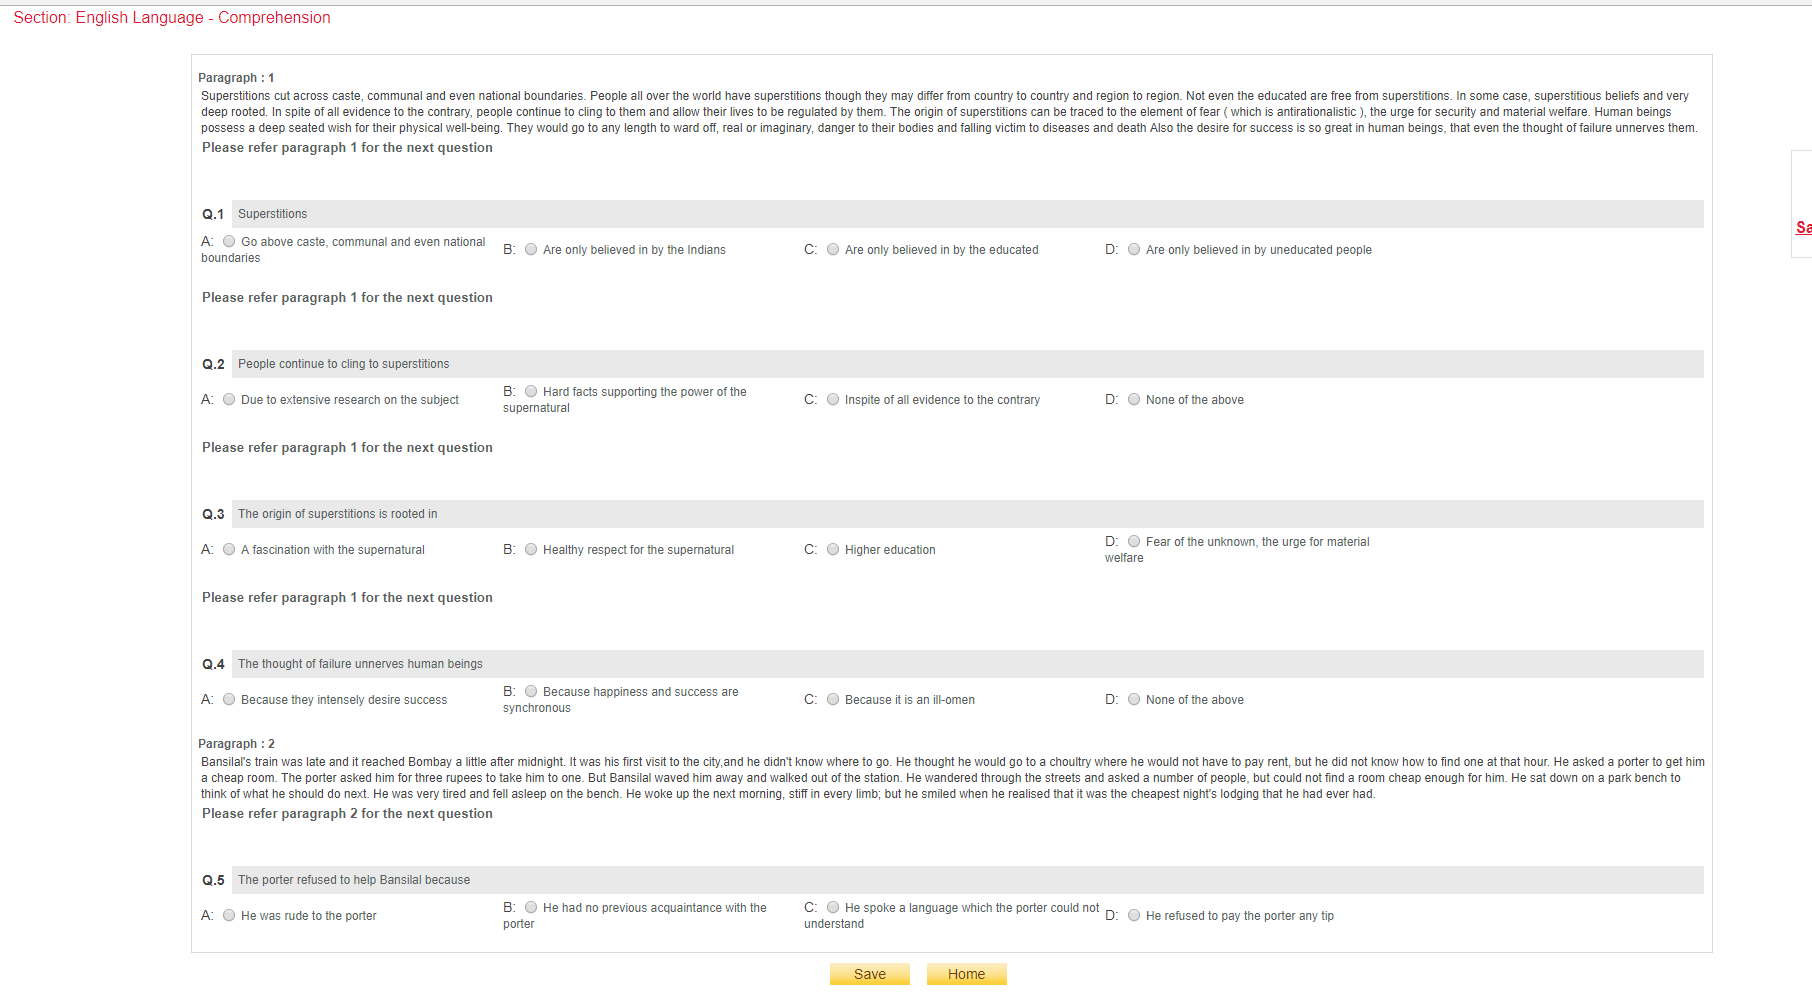 Section: English Language - Comprehension
Paragraph : 1
Superstitions cut across caste, communal and even national boundaries. People all over the world have superstitions though they may differ from country to country and region to region. Not even the educated are free from superstitions. In some case, superstitious beliefs and very
deep rooted. In spite of all evidence to the contrary, people continue to cling to them and allow their lives to be regulated by them. The origin of superstitions can be traced to the element of fear ( which is antirationalistic ), the urge for security and material welfare. Human beings
possess a deep seated wish for their physical well-being. They would go to any length to ward off, real or imaginary, danger to their bodies and falling victim to diseases and death Also the desire for success is so great in human beings, that even the thought of failure unnerves them.
Please refer paragraph 1 for the next question
Sa
Q.1 Superstitions
A: Go above caste, communal and even national
boundaries
B: Are only believed in by the Indians
C: Are only believed in by the educated
D: Are only believed in by uneducated people
Please refer paragraph 1 for the next question
Q.2 People continue to cling to superstitions
A: Due to extensive research on the subject
B: Hard facts supporting the power of the
supernatural
C: Inspite of all evidence to the contrary
D: None of the above
Please refer paragraph 1 for the next question
Q.3 The origin of superstitions is rooted in
A: A fascination with the supernatural
B: Healthy respect for the supernatural
C: Higher education
D: Fear of the unknown, the urge for material
welfare
Please refer paragraph 1 for the next question
Q.4 The thought of failure unnerves human beings
A: Because they intensely desire success
B: Because happiness and success are
synchronous
C: Because it is an ill-omen
D: None of the above
Paragraph : 2
Bansilal's train was late and it reached Bombay a little after midnight. It was his first visit to the city,and he didn't know where to go. He thought he would go to a choultry where he would not have to pay rent, but he did not know how to find one at that hour. He asked a porter to get him
a cheap room. The porter asked him for three rupees to take him to one. But Bansilal waved him away and walked out of the station. He wandered through the streets and asked a number of people, but could not find a room cheap enough for him. He sat down on a park bench to
think of what he should do next. He was very tired and fell asleep on the bench. He woke up the next morning, stiff in every limb; but he smiled when he realised that it was the cheapest night's lodging that he had ever had.
Please refer paragraph 2 for the next question
Q.5 The porter refused to help Bansilal because
A: He was rude to the porter
B: He had no previous acquaintance with the
porter
C: He spoke a language which the porter could not
understand
D: He refused to pay the porter any tip
Save
Home